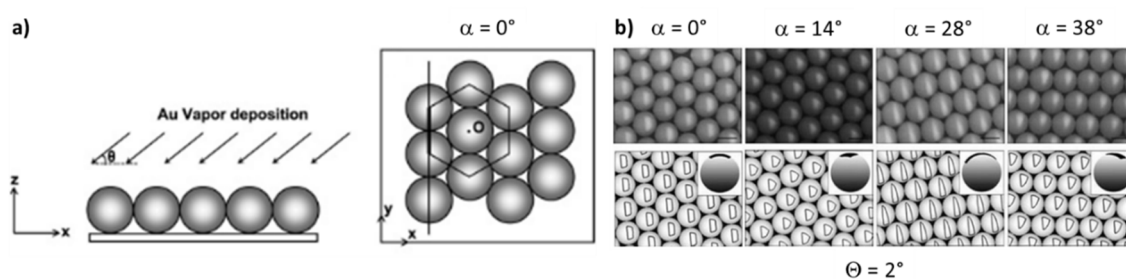 a)
α = 0°
Au Vapor deposition
θ
z
x
O
y
x
b)
α = 0°
α = 14°
α = 28°
α = 38°
Θ = 2°